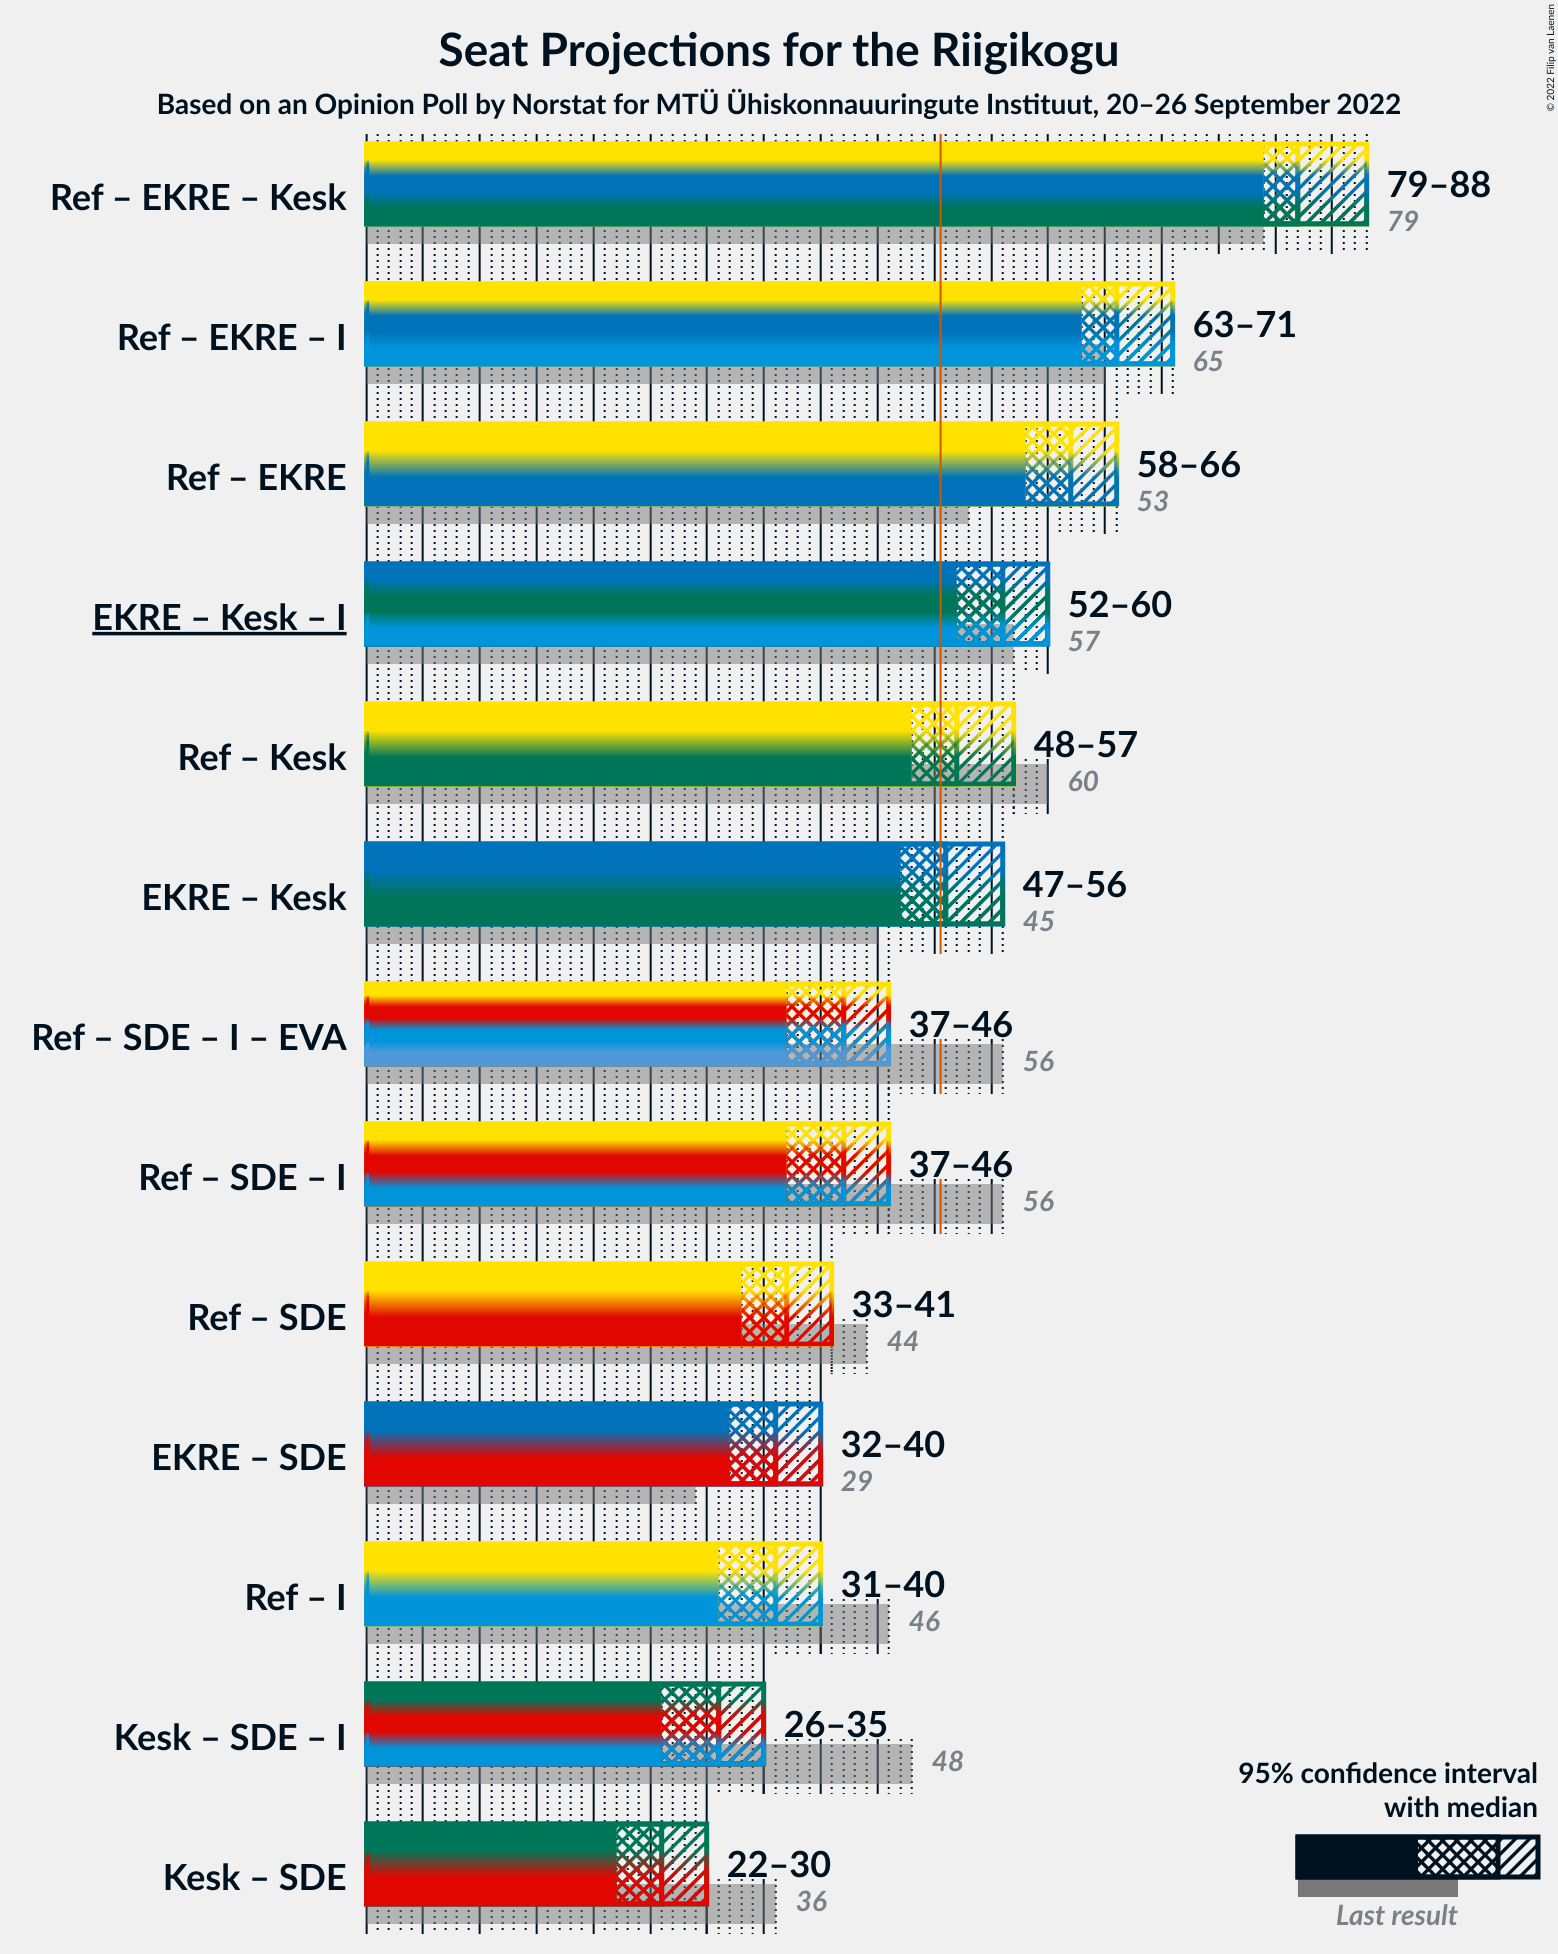 Seat Projections for the Riigikogu
Based on an Opinion Poll by Norstat for MTÜ Ühiskonnauuringute Instituut, 20–26 September 2022
© 2022 Filip van Laenen
Ref – EKRE – Kesk
79–88
79
Ref – EKRE – I
63–71
65
Ref – EKRE
58–66
53
EKRE – Kesk – I
52–60
57
Ref – Kesk
48–57
60
EKRE – Kesk
47–56
45
Ref – SDE – I – EVA
37–46
56
Ref – SDE – I
37–46
56
Ref – SDE
33–41
44
EKRE – SDE
32–40
29
Ref – I
31–40
46
Kesk – SDE – I
26–35
48
Kesk – SDE
22–30
36
95% confidence interval
with median
Last result